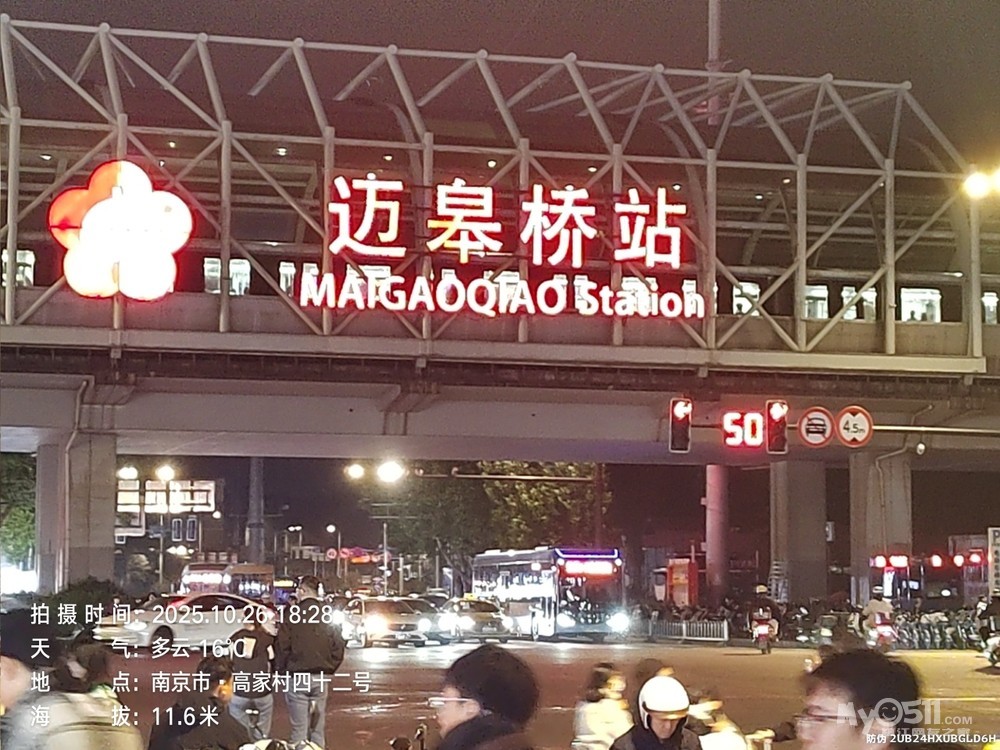 迈皋桥站
MAIGAOQIAO Station
50
4.5m
拍摄时间：2025.10.26 18:28
天 气：多云 16℃
地 点：南京市·高家村四十二号
海 拔：11.6米
My0511.COM
防伪 2UB24HXUBGLD6H